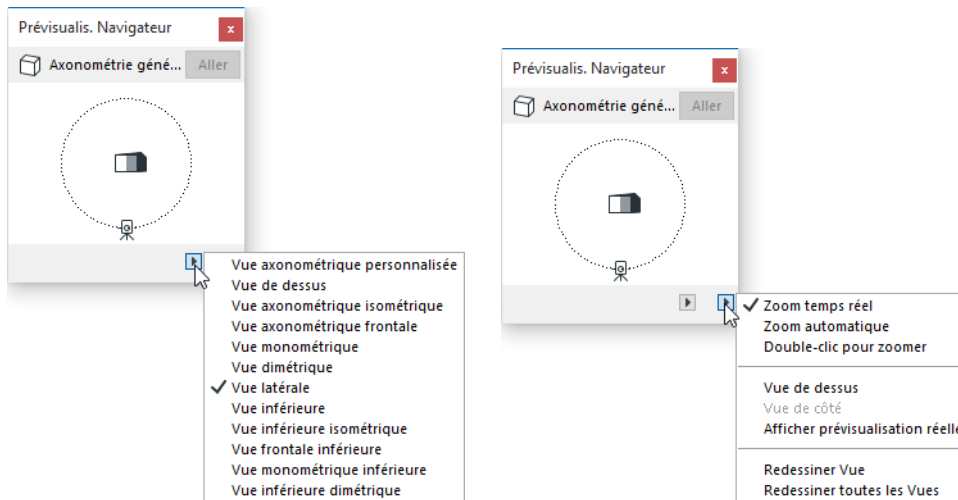 Prévisualis. Navigateur
Axonométrie géné... Aller
Vue axonométrique personnalisée
Vue de dessus
Vue axonométrique isométrique
Vue axonométrique frontale
Vue monométrique
Vue dimétrique
Vue latérale
Vue inférieure
Vue inférieure isométrique
Vue frontale inférieure
Vue monométrique inférieure
Vue inférieure dimétrique
Prévisualis. Navigateur
Axonométrie géné... Aller
Zoom temps réel
Zoom automatique
Double-clic pour zoomer
Vue de dessus
Vue de côté
Afficher prévisualisation réelle
Redessiner Vue
Redessiner toutes les Vues